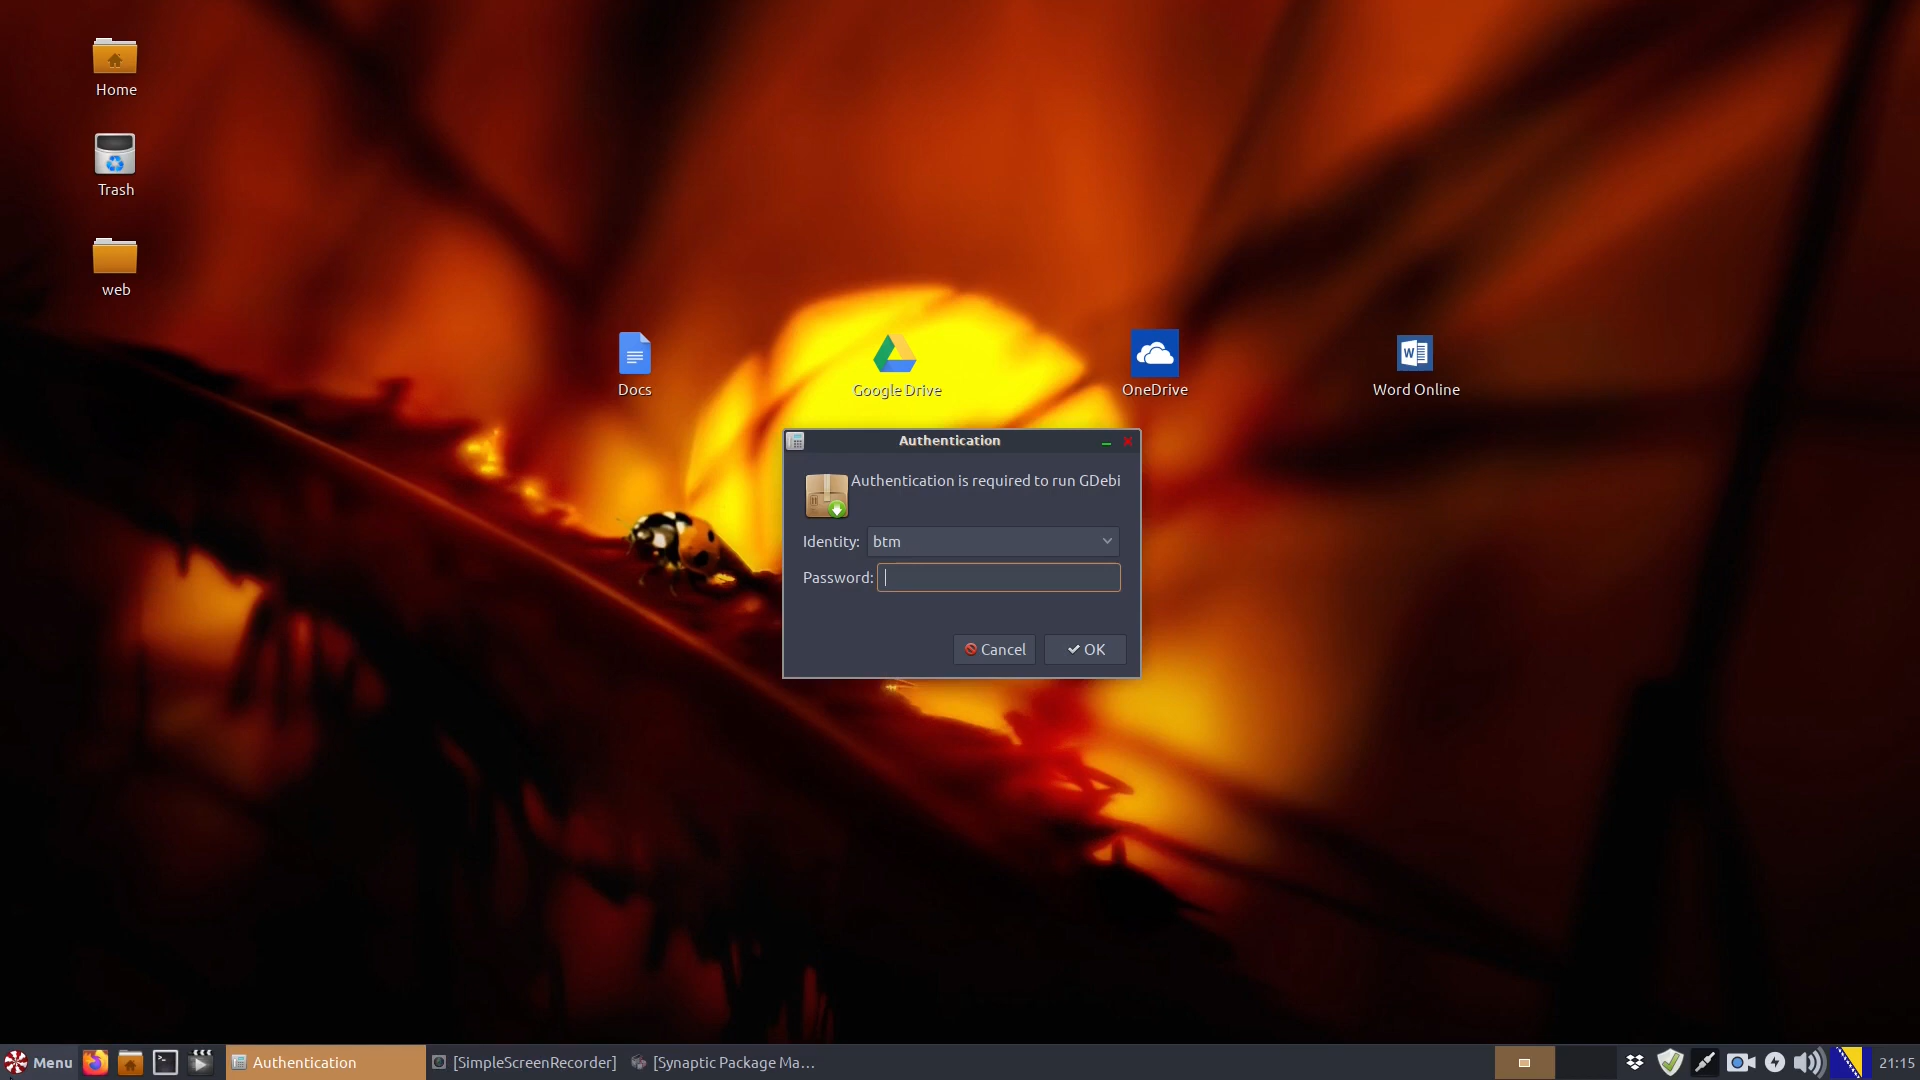 Home
Trash
web
Docs
Google Drive
OneDrive
Word Online
Authentication
Authentication is required to run GDebi
Identity: btm
Password:
Cancel
OK
Menu
Authentication
[SimpleScreenRecorder]
[Synaptic Package Ma...
21:15